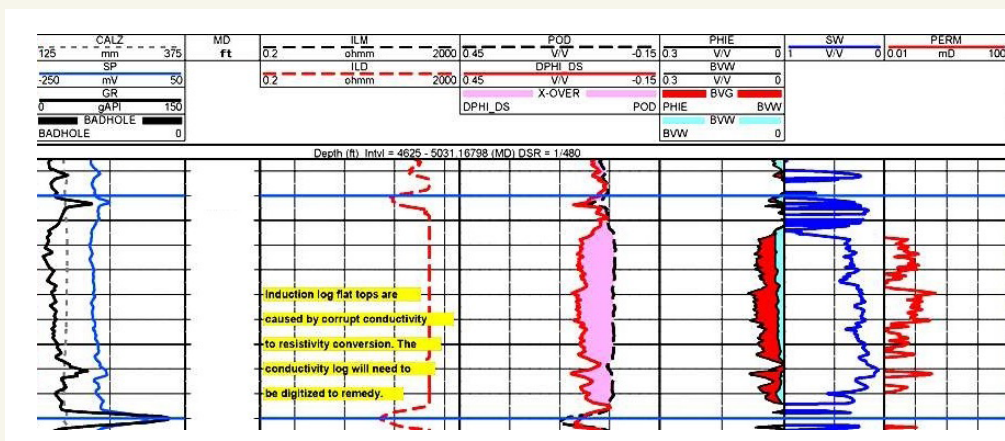 CALZ MD ILM POD PHIE SW PERM
125 mm 375 ft 0.2 ohmm 2000 0.45 V/V -0.15 0.3 V/V 0 1 V/V 0 0.01 mD 100
SP ILD DPHI_DS BVW
-250 mV 50 0.2 ohmm 2000 0.45 V/V -0.15 0.3 V/V 0
GR X-OVER BVG
0 gAPI 150 DPHI_DS POD PHIE BVW
BADHOLE BVW
BADHOLE 0 BVW 0
Depth (ft) Intvl = 4625 - 5031.16798 (MD) DSR = 1/480
Induction log flat tops are
caused by corrupt conductivity
to resistivity conversion. The
conductivity log will need to
be digitized to remedy.